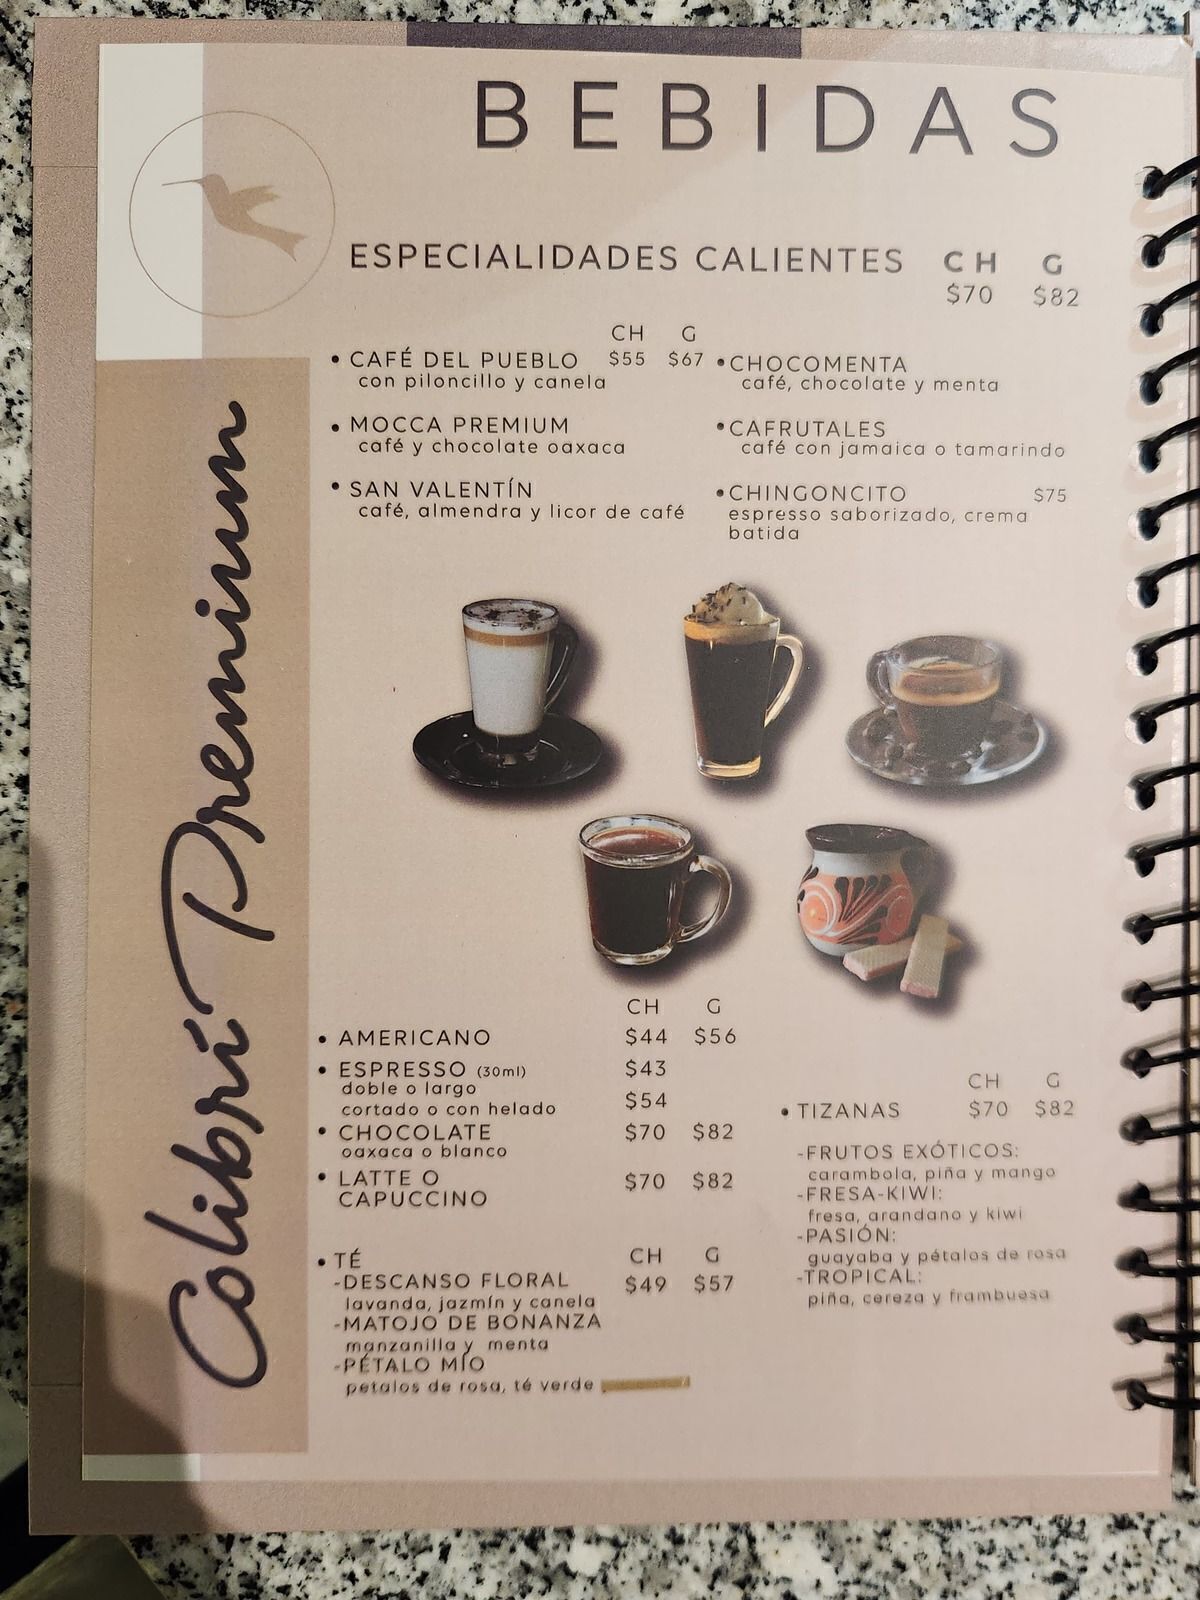 BEBIDAS
ESPECIALIDADES CALIENTES CH G
$70 $82
CH G
• CAFÉ DEL PUEBLO $55 $67
con piloncillo y canela
• MOCCA PREMIUM
café y chocolate oaxaca
• SAN VALENTÍN
café, almendra y licor de café
• CHOCOMENTA
café, chocolate y menta
• CAFRUTALES
café con jamaica o tamarindo
• CHINGONCITO $75
espresso saborizado, crema
batida
Colibrí Premium
CH G
• AMERICANO $44 $56
• ESPRESSO (30ml) $43
doble o largo
cortado o con helado $54
• CHOCOLATE $70 $82
oaxaca o blanco
• LATTE O $70 $82
CAPUCCINO
• TÉ CH G
-DESCANSO FLORAL $49 $57
lavanda, jazmín y canela
-MATOJO DE BONANZA
manzanilla y menta
-PÉTALO MÍO
petalos de rosa, té verde
CH G
• TIZANAS $70 $82
-FRUTOS EXÓTICOS:
carambola, piña y mango
-FRESA-KIWI:
fresa, arandano y kiwi
-PASIÓN:
guayaba y pétalos de rosa
-TROPICAL:
piña, cereza y frambuesa